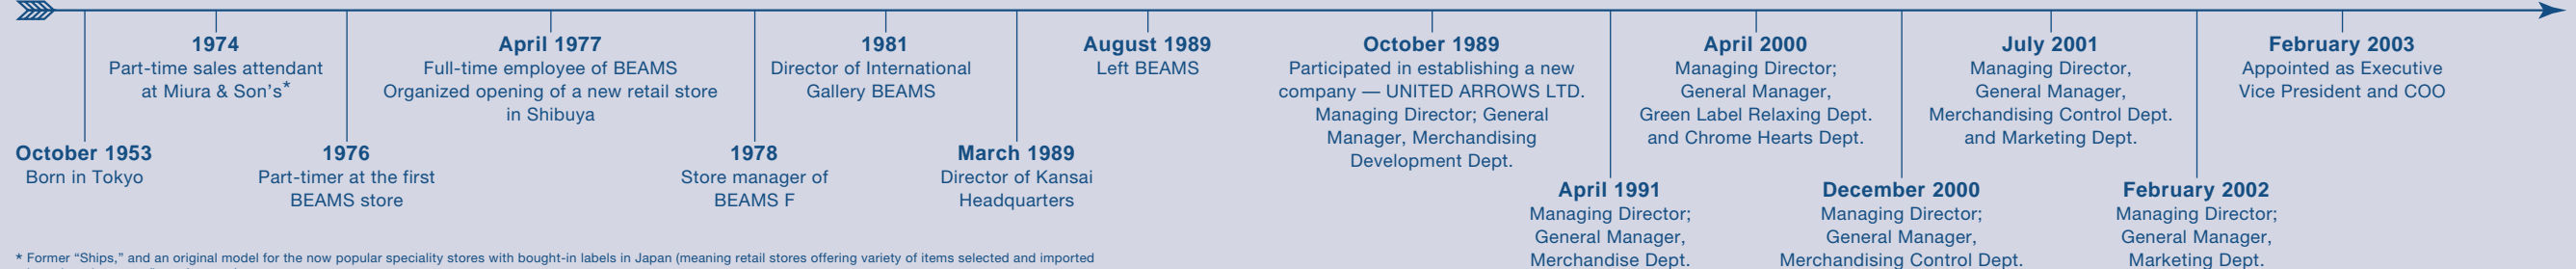 1974
Part-time sales attendant
at Miura & Son’s*
April 1977
Full-time employee of BEAMS
Organized opening of a new retail store
in Shibuya
1981
Director of International
Gallery BEAMS
August 1989
Left BEAMS
October 1989
Participated in establishing a new
company — UNITED ARROWS LTD.
Managing Director; General
Manager, Merchandising
Development Dept.
April 2000
Managing Director;
General Manager,
Green Label Relaxing Dept.
and Chrome Hearts Dept.
July 2001
Managing Director,
General Manager,
Merchandising Control Dept.
and Marketing Dept.
February 2003
Appointed as Executive
Vice President and COO
October 1953
Born in Tokyo
1976
Part-timer at the first
BEAMS store
1978
Store manager of
BEAMS F
March 1989
Director of Kansai
Headquarters
April 1991
Managing Director;
General Manager,
Merchandise Dept.
December 2000
Managing Director;
General Manager,
Merchandising Control Dept.
February 2002
Managing Director;
General Manager,
Marketing Dept.
* Former “Ships,” and an original model for the now popular speciality stores with bought-in labels in Japan (meaning retail stores offering variety of items selected and imported